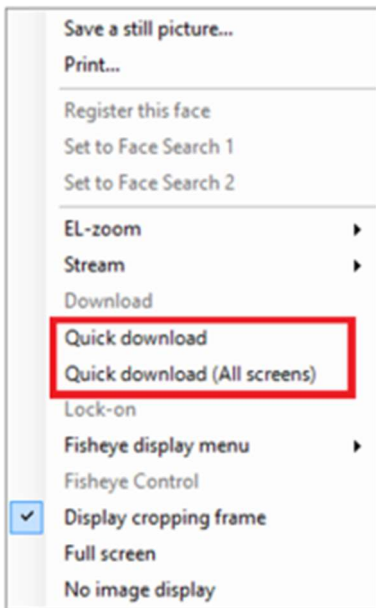 Save a still picture...
Print...
Register this face
Set to Face Search 1
Set to Face Search 2
EL-zoom
Stream
Download
Quick download
Quick download (All screens)
Lock-on
Fisheye display menu
Fisheye Control
Display cropping frame
Full screen
No image display